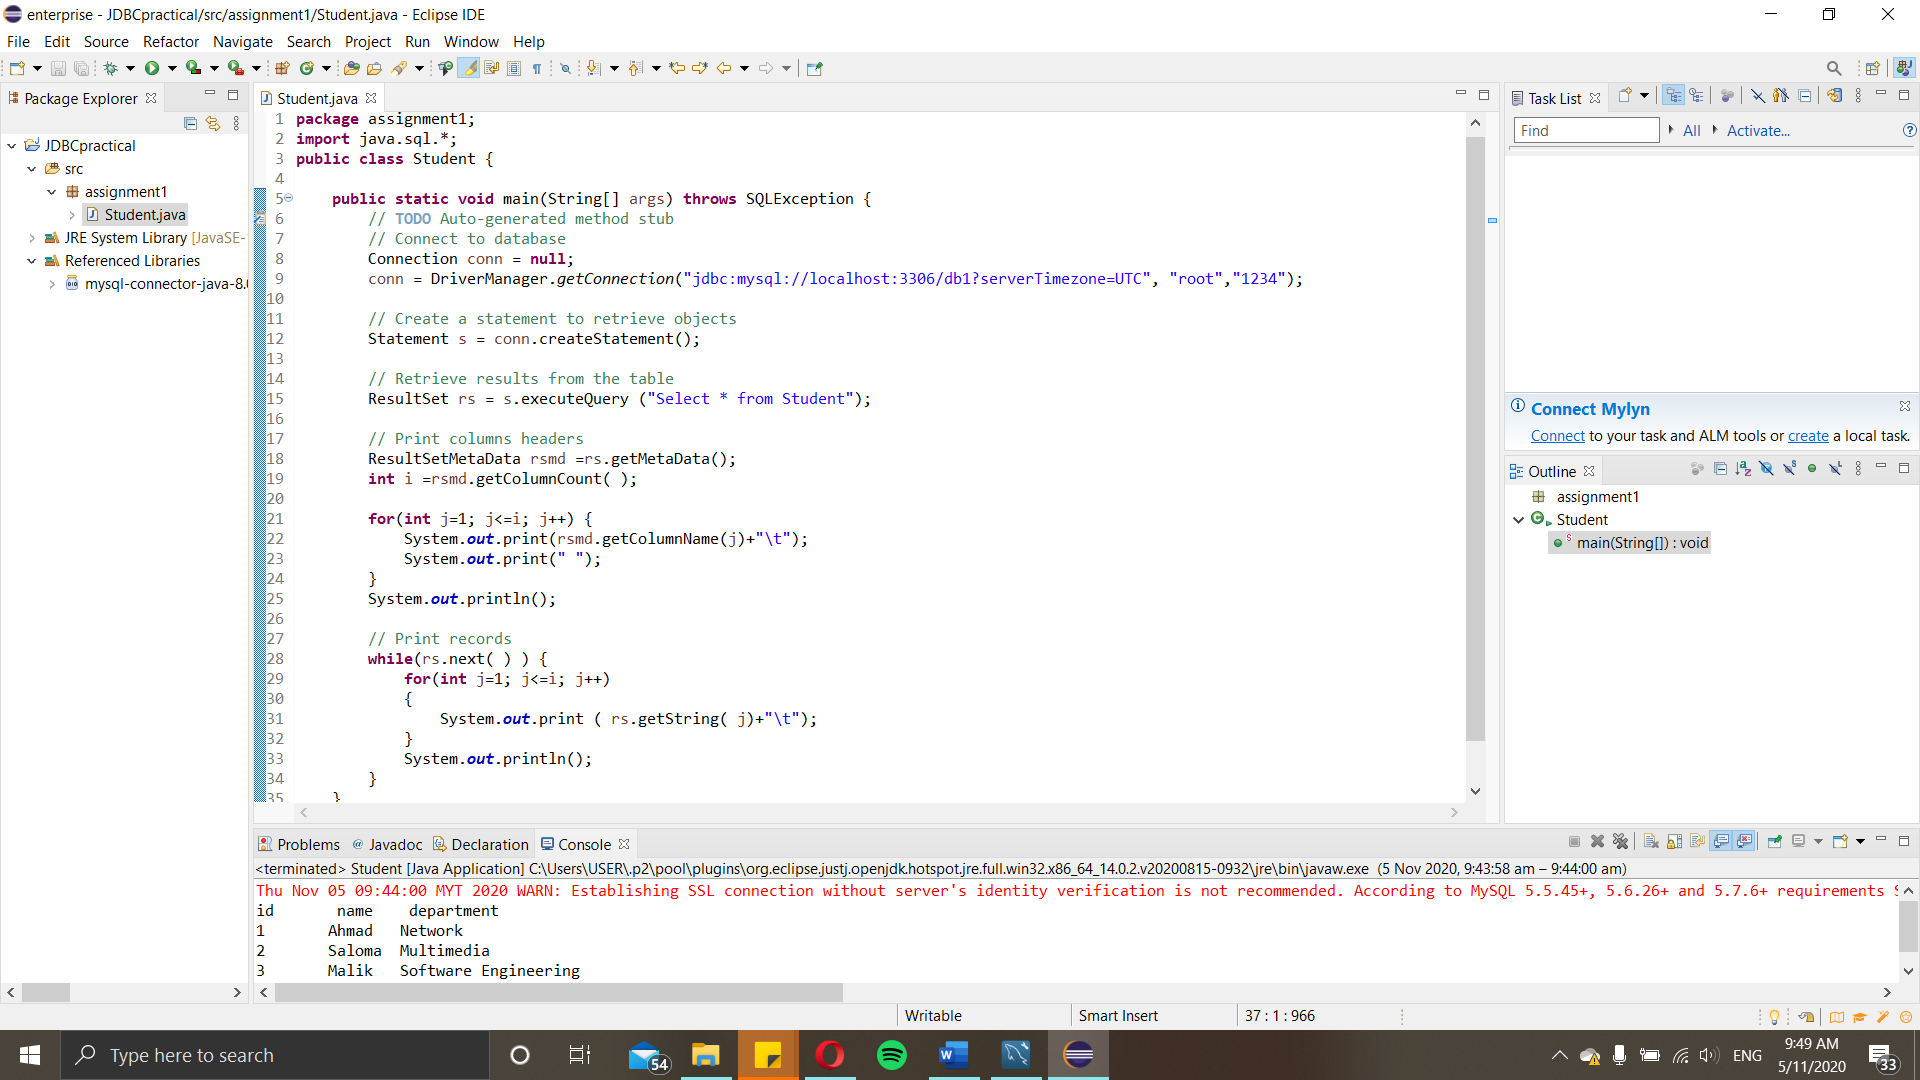 enterprise - JDBCpractical/src/assignment1/Student.java - Eclipse IDE
File Edit Source Refactor Navigate Search Project Run Window Help
Package Explorer
JDBCpractical
src
assignment1
Student.java
JRE System Library [JavaSE-
Referenced Libraries
mysql-connector-java-8.0
Student.java
1 package assignment1;
2 import java.sql.*;
3 public class Student {
4
5 public static void main(String[] args) throws SQLException {
6 // TODO Auto-generated method stub
7 // Connect to database
8 Connection conn = null;
9 conn = DriverManager.getConnection("jdbc:mysql://localhost:3306/db1?serverTimezone=UTC", "root","1234");
10
11 // Create a statement to retrieve objects
12 Statement s = conn.createStatement();
13
14 // Retrieve results from the table
15 ResultSet rs = s.executeQuery ("Select * from Student");
16
17 // Print columns headers
18 ResultSetMetaData rsmd =rs.getMetaData();
19 int i =rsmd.getColumnCount( );
20
21 for(int j=1; j<=i; j++) {
22 System.out.print(rsmd.getColumnName(j)+"\t");
23 System.out.print(" ");
24 }
25 System.out.println();
26
27 // Print records
28 while(rs.next( ) ) {
29 for(int j=1; j<=i; j++)
30 {
31 System.out.print ( rs.getString( j)+"\t");
32 }
33 System.out.println();
34 }
35 }
Task List
Find All Activate...
Connect Mylyn
Connect to your task and ALM tools or create a local task.
Outline
assignment1
Student
main(String[]) : void
Problems @ Javadoc Declaration Console
<terminated> Student [Java Application] C:\Users\USER\.p2\pool\plugins\org.eclipse.justj.openjdk.hotspot.jre.full.win32.x86_64_14.0.2.v20200815-0932\jre\bin\javaw.exe (5 Nov 2020, 9:43:58 am – 9:44:00 am)
Thu Nov 05 09:44:00 MYT 2020 WARN: Establishing SSL connection without server's identity verification is not recommended. According to MySQL 5.5.45+, 5.6.26+ and 5.7.6+ requirements S
id name department
1 Ahmad Network
2 Saloma Multimedia
3 Malik Software Engineering
Writable Smart Insert 37 : 1 : 966
Type here to search
54
ENG
9:49 AM
5/11/2020
33